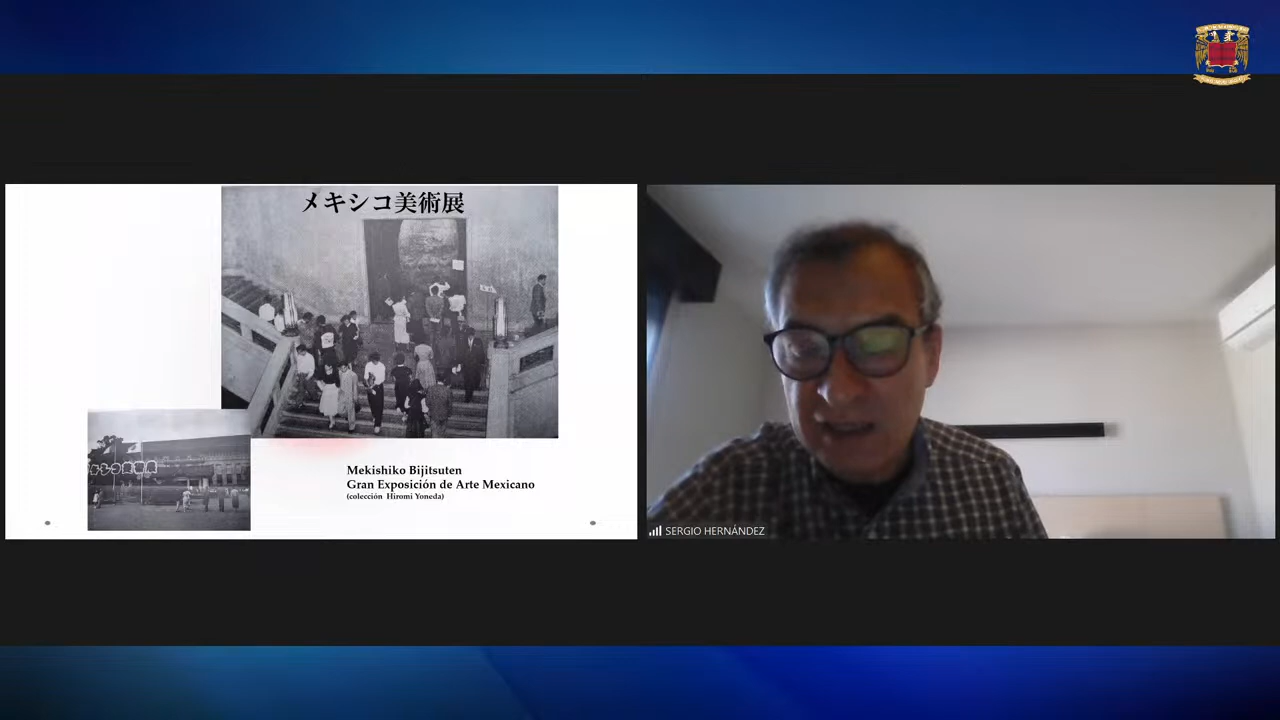 メキシコ美術展
Mekishiko Bijitsuten
Gran Exposición de Arte Mexicano
(colección Hiromi Yoneda)
SERGIO HERNÁNDEZ